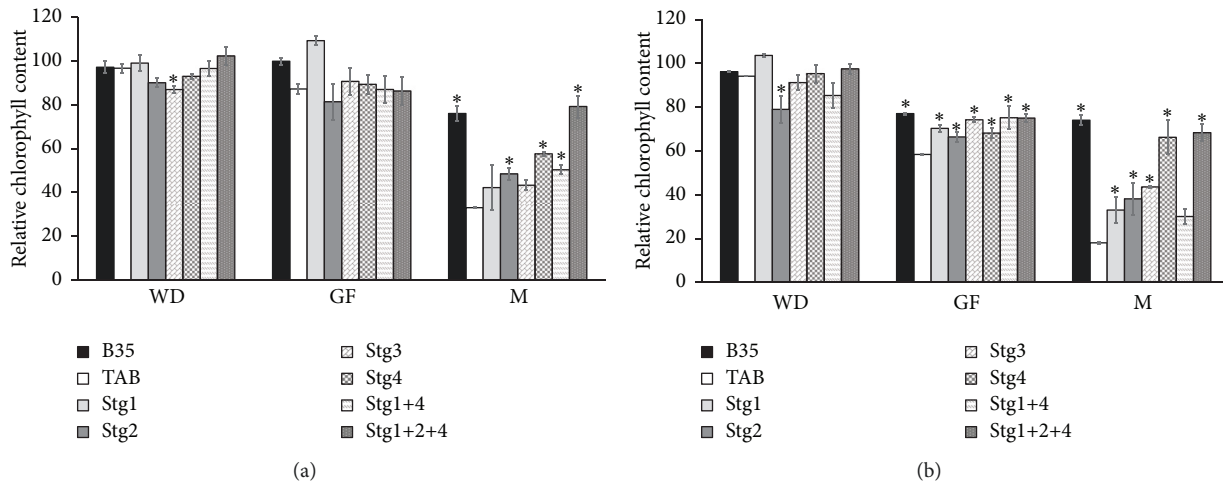 Relative chlorophyll content
120
100
80
60
40
20
0
* * * * * *
*
WD GF M
B35
TAB
Stg1
Stg2
Stg3
Stg4
Stg1+4
Stg1+2+4
(a)
Relative chlorophyll content
120
100
80
60
40
20
0
* * * * * * * * * * * * * *
WD GF M
B35
TAB
Stg1
Stg2
Stg3
Stg4
Stg1+4
Stg1+2+4
(b)